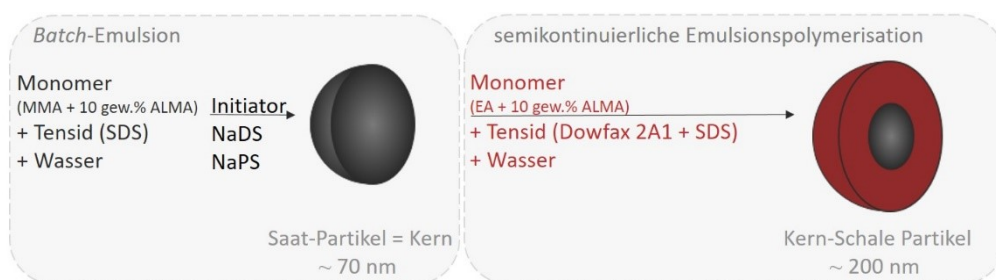 Batch-Emulsion
Monomer
(MMA + 10 gew.% ALMA)
+ Tensid (SDS)
+ Wasser
Initiator
NaDS
NaPS
Saat-Partikel = Kern
~ 70 nm
semikontinuierliche Emulsionspolymerisation
Monomer
(EA + 10 gew.% ALMA)
+ Tensid (Dowfax 2A1 + SDS)
+ Wasser
Kern-Schale Partikel
~ 200 nm